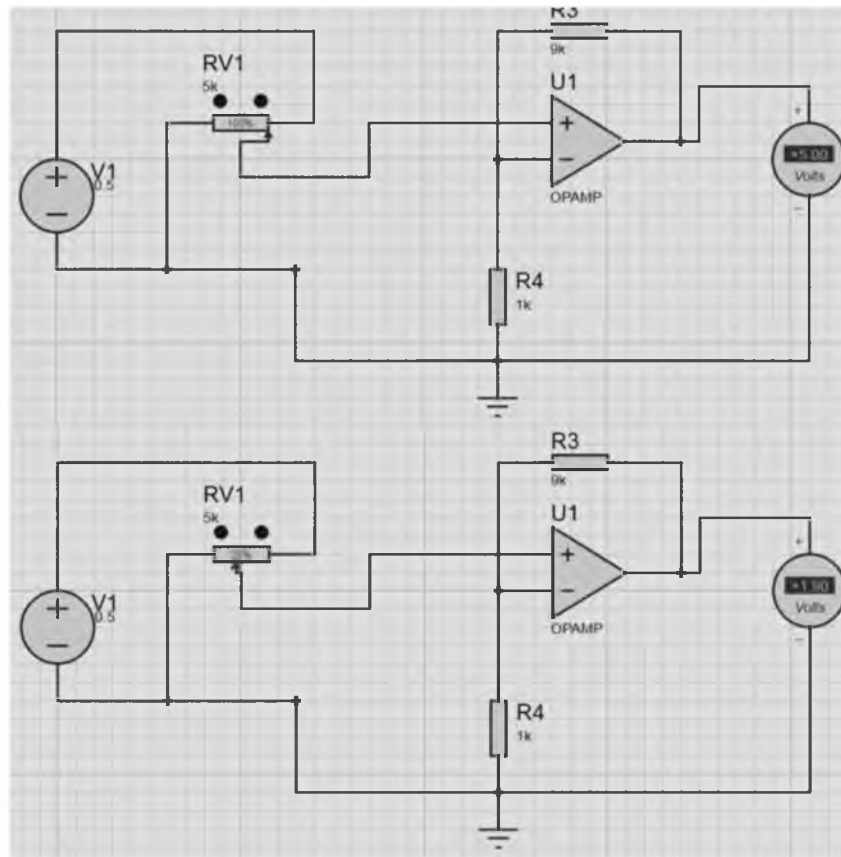 R3
9k
RV1
5k
100%
U1
V1
0.5
+
−
+
−
OPAMP
+
+5.00
Volts
−
R4
1k
R3
9k
RV1
5k
U1
V1
0.5
+
−
+
−
OPAMP
+
+1.90
Volts
−
R4
1k